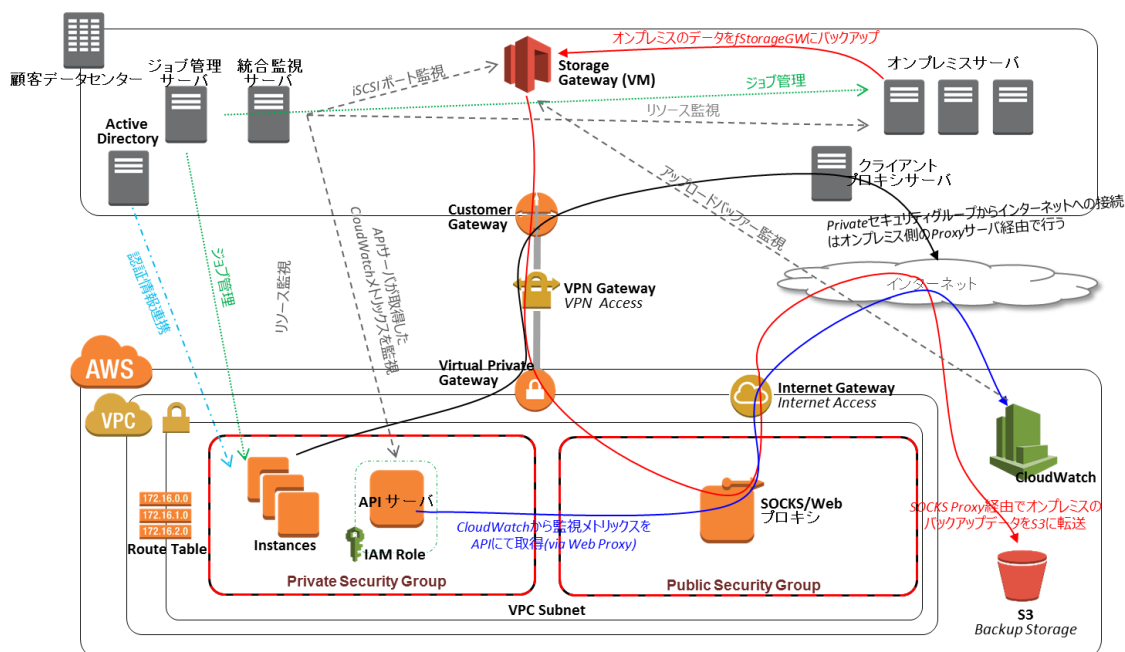 オンプレミスのデータをfStorageGWにバックアップ
顧客データセンター
ジョブ管理
サーバ
統合監視
サーバ
Storage
Gateway (VM)
オンプレミスサーバ
iSCSIポート監視
ジョブ管理
リソース監視
Active
Directory
クライアント
プロキシサーバ
アップロードバッファー監視
Customer
Gateway
Privateセキュリティグループからインターネットへの接続
はオンプレミス側のProxyサーバ経由で行う
認証情報連携
ジョブ管理
リソース監視
APIサーバが取得した
CloudWatchメトリックスを監視
VPN Gateway
VPN Access
インターネット
AWS
Virtual Private
Gateway
Internet Gateway
Internet Access
VPC
CloudWatch
172.16.0.0
172.16.1.0
172.16.2.0
Route Table
Instances
API サーバ
IAM Role
CloudWatchから監視メトリックスを
APIにて取得(via Web Proxy)
SOCKS/Web
プロキシ
SOCKS Proxy経由でオンプレミスの
バックアップデータをS3に転送
Private Security Group
Public Security Group
VPC Subnet
S3
Backup Storage